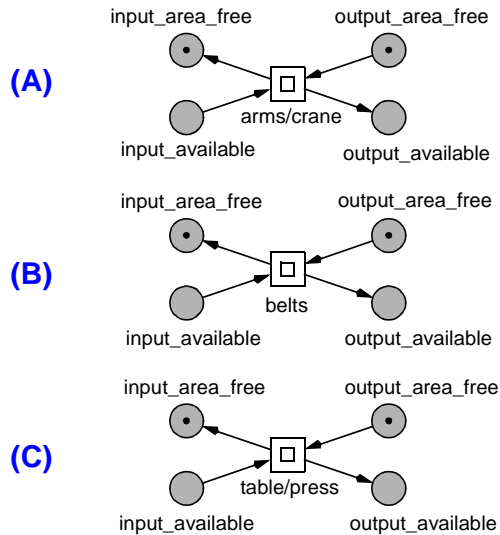 input_area_free output_area_free
(A)
arms/crane
input_available output_available
input_area_free output_area_free
(B)
belts
input_available output_available
input_area_free output_area_free
(C)
table/press
input_available output_available